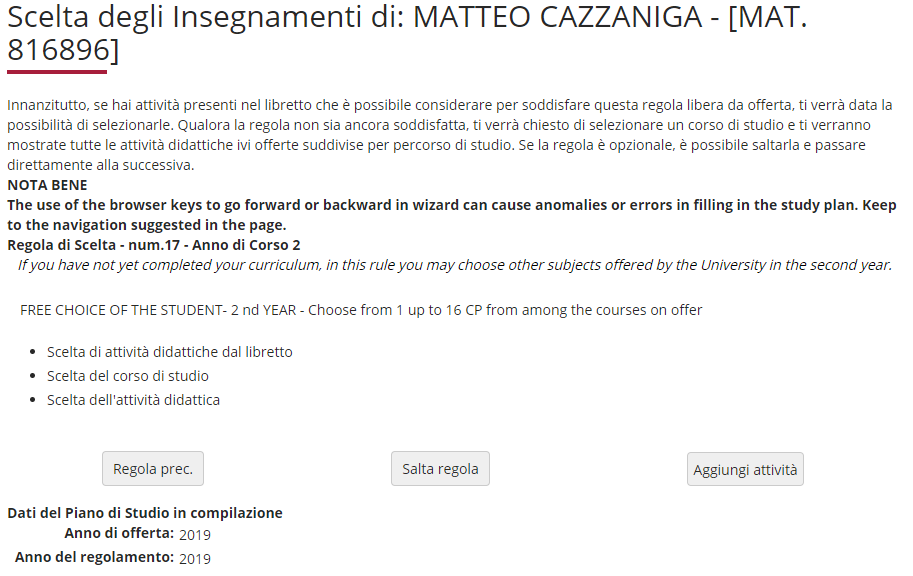 Scelta degli Insegnamenti di: MATTEO CAZZANIGA - [MAT.
816896]
Innanzitutto, se hai attività presenti nel libretto che è possibile considerare per soddisfare questa regola libera da offerta, ti verrà data la
possibilità di selezionarle. Qualora la regola non sia ancora soddisfatta, ti verrà chiesto di selezionare un corso di studio e ti verranno
mostrate tutte le attività didattiche ivi offerte suddivise per percorso di studio. Se la regola è opzionale, è possibile saltarla e passare
direttamente alla successiva.
NOTA BENE
The use of the browser keys to go forward or backward in wizard can cause anomalies or errors in filling in the study plan. Keep
to the navigation suggested in the page.
Regola di Scelta - num.17 - Anno di Corso 2
If you have not yet completed your curriculum, in this rule you may choose other subjects offered by the University in the second year.
FREE CHOICE OF THE STUDENT- 2 nd YEAR - Choose from 1 up to 16 CP from among the courses on offer
• Scelta di attività didattiche dal libretto
• Scelta del corso di studio
• Scelta dell'attività didattica
Regola prec. Salta regola Aggiungi attività
Dati del Piano di Studio in compilazione
Anno di offerta: 2019
Anno del regolamento: 2019